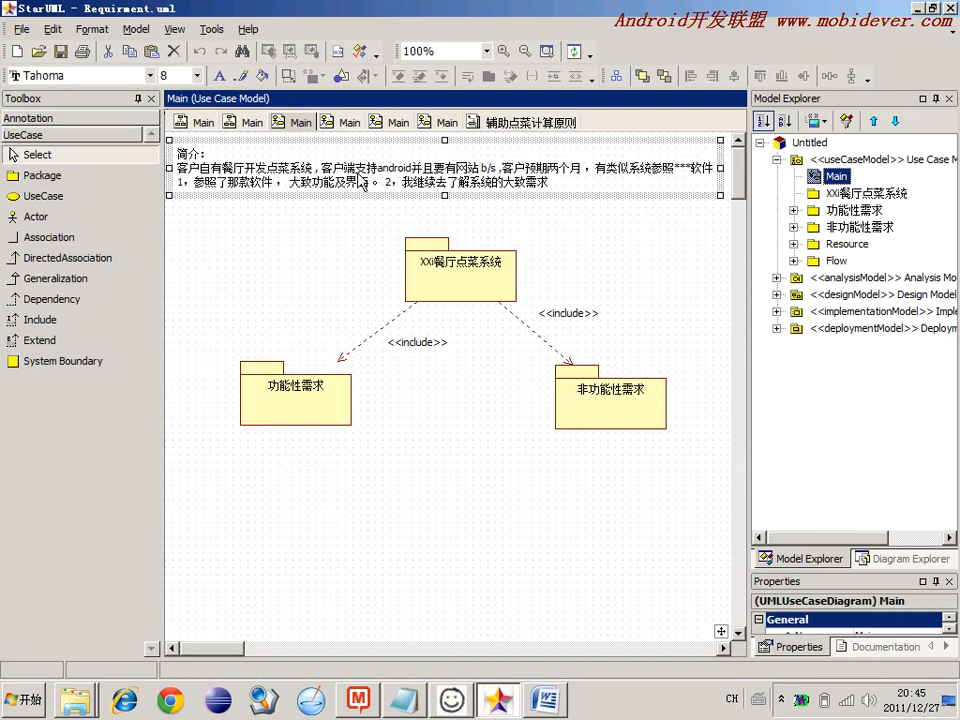 StarUML - Requirment.uml
Android开发联盟 www.mobidever.com
File Edit Format Model View Tools Help
100%
Tahoma 8
Toolbox
Main (Use Case Model)
Model Explorer
Annotation
UseCase
Select
Package
UseCase
Actor
Association
DirectedAssociation
Generalization
Dependency
Include
Extend
System Boundary
Main Main Main Main Main Main 辅助点菜计算原则
简介：
客户自有餐厅开发点菜系统，客户端支持android并且要有网站 b/s ,客户预期两个月，有类似系统参照***软件
1，参照了那款软件， 大致功能及界 。 2，我继续去了解系统的大致需求
XXi餐厅点菜系统
<<include>>
<<include>>
功能性需求
非功能性需求
Untitled
<<useCaseModel>> Use Case M
Main
XXi餐厅点菜系统
功能性需求
非功能性需求
Resource
Flow
<<analysisModel>> Analysis Mo
<<designModel>> Design Model
<<implementationModel>> Imple
<<deploymentModel>> Deploym
Model Explorer Diagram Explorer
Properties
(UMLUseCaseDiagram) Main
General
Properties Documentation
开始
CH
20:45
2011/12/27